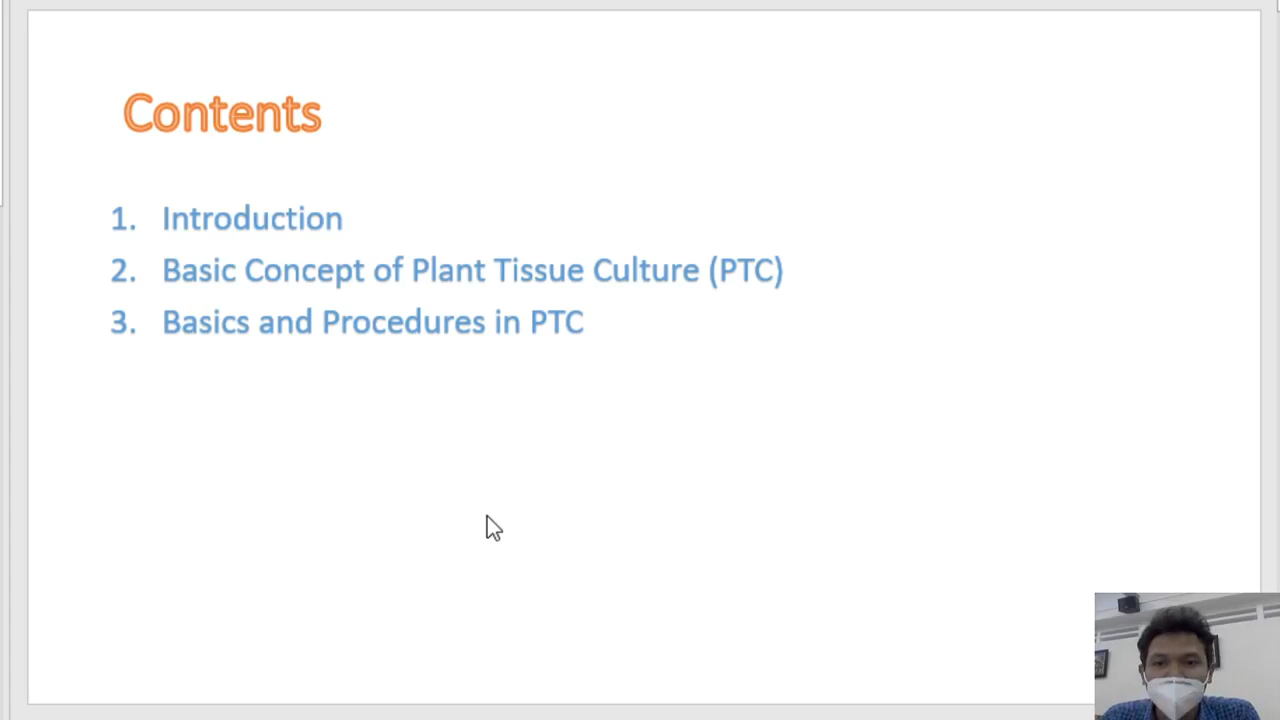 Contents
1. Introduction
2. Basic Concept of Plant Tissue Culture (PTC)
3. Basics and Procedures in PTC